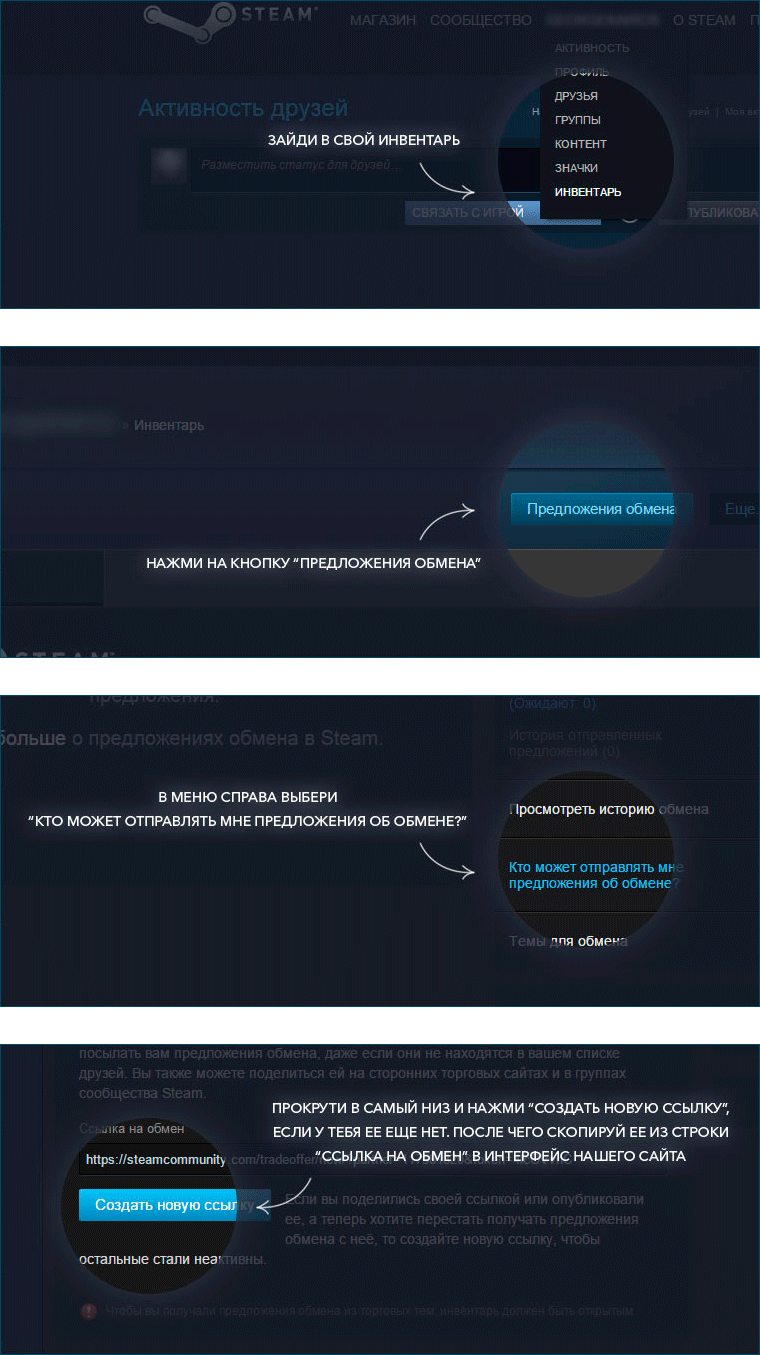 STEAM
МАГАЗИН СООБЩЕСТВО О STEAM
АКТИВНОСТЬ
ПРОФИЛЬ
Активность друзей
ДРУЗЬЯ
ГРУППЫ
ЗАЙДИ В СВОЙ ИНВЕНТАРЬ
КОНТЕНТ
Разместить статус для друзей...
ЗНАЧКИ
ИНВЕНТАРЬ
СВЯЗАТЬ С ИГРОЙ
» Инвентарь
Предложения обмена
Еще
НАЖМИ НА КНОПКУ “ПРЕДЛОЖЕНИЯ ОБМЕНА”
STEAM™
предложения.
(Ожидают: 0)
больше о предложениях обмена в Steam.
История отправленных
предложений (0)
В МЕНЮ СПРАВА ВЫБЕРИ
“КТО МОЖЕТ ОТПРАВЛЯТЬ МНЕ ПРЕДЛОЖЕНИЯ ОБ ОБМЕНЕ?”
Просмотреть историю обмена
Кто может отправлять мне
предложения об обмене?
Темы для обмена
посылать вам предложения обмена, даже если они не находятся в вашем списке
друзей. Вы также можете поделиться ей на сторонних торговых сайтах и в группах
сообщества Steam.
ПРОКРУТИ В САМЫЙ НИЗ И НАЖМИ “СОЗДАТЬ НОВУЮ ССЫЛКУ”,
ЕСЛИ У ТЕБЯ ЕЕ ЕЩЕ НЕТ. ПОСЛЕ ЧЕГО СКОПИРУЙ ЕЕ ИЗ СТРОКИ
“ССЫЛКА НА ОБМЕН” В ИНТЕРФЕЙС НАШЕГО САЙТА
Ссылка на обмен
https://steamcommunity.com/tradeoffer/new
Создать новую ссылку
Если вы поделились своей ссылкой или опубликовали
ее, а теперь хотите перестать получать предложения
обмена с неё, то создайте новую ссылку, чтобы
остальные стали неактивны.
Чтобы вы получали предложения обмена из торговых тем, инвентарь должен быть открытым.